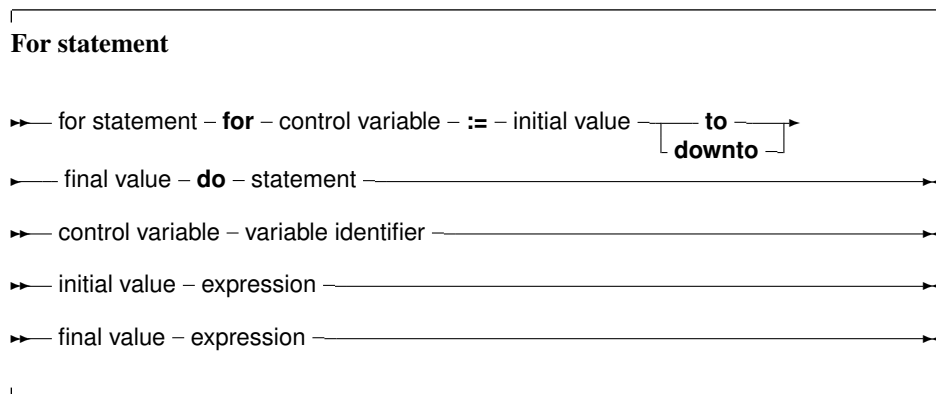 For statement
for statement – for – control variable – := – initial value – to
downto
final value – do – statement
control variable – variable identifier
initial value – expression
final value – expression